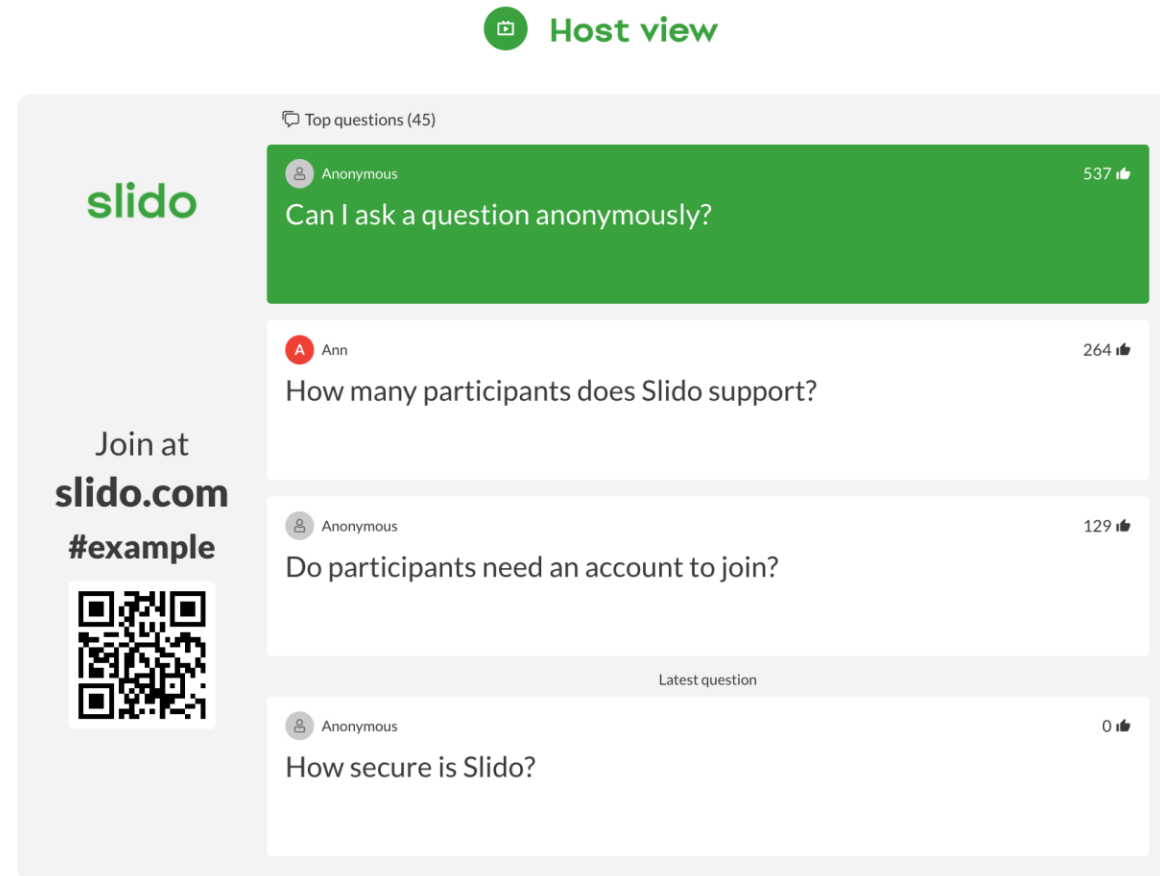 Host view
Top questions (45)
slido
Join at
slido.com
#example
Anonymous
537
Can I ask a question anonymously?
A
Ann
264
How many participants does Slido support?
Anonymous
129
Do participants need an account to join?
Latest question
Anonymous
0
How secure is Slido?